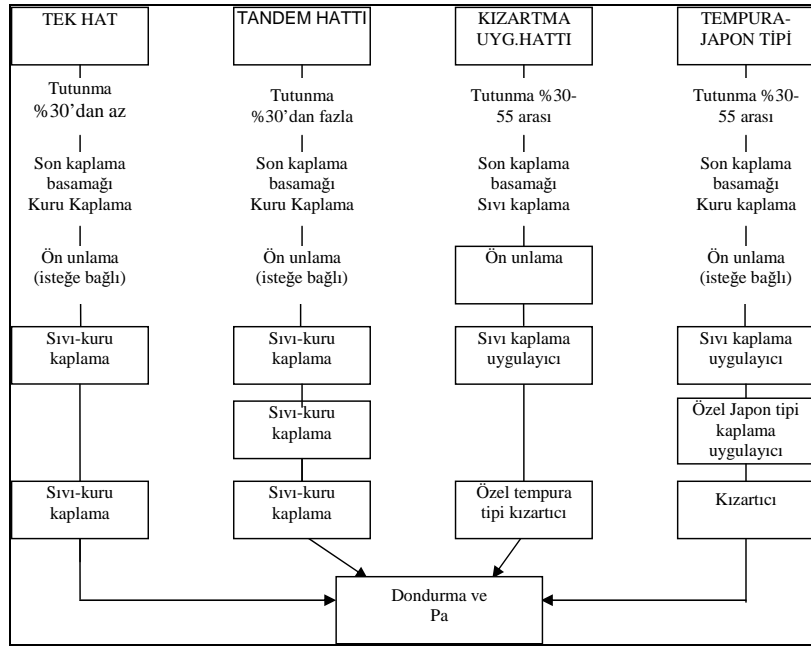 TEK HAT
Tutunma
%30’dan az
Son kaplama
basamağı
Kuru Kaplama
Ön unlama
(isteğe bağlı)
Sıvı-kuru
kaplama
Sıvı-kuru
kaplama
TANDEM HATTI
Tutunma
%30’dan fazla
Son kaplama
basamağı
Kuru Kaplama
Ön unlama
(isteğe bağlı)
Sıvı-kuru
kaplama
Sıvı-kuru
kaplama
Sıvı-kuru
kaplama
KIZARTMA
UYG.HATTI
Tutunma %30-
55 arası
Son kaplama
basamağı
Sıvı kaplama
Ön unlama
Sıvı kaplama
uygulayıcı
Özel tempura
tipi kızartıcı
TEMPURA-
JAPON TİPİ
Tutunma %30-
55 arası
Son kaplama
basamağı
Kuru kaplama
Ön unlama
(isteğe bağlı)
Sıvı kaplama
uygulayıcı
Özel Japon tipi
kaplama
uygulayıcı
Kızartıcı
Dondurma ve
Pa